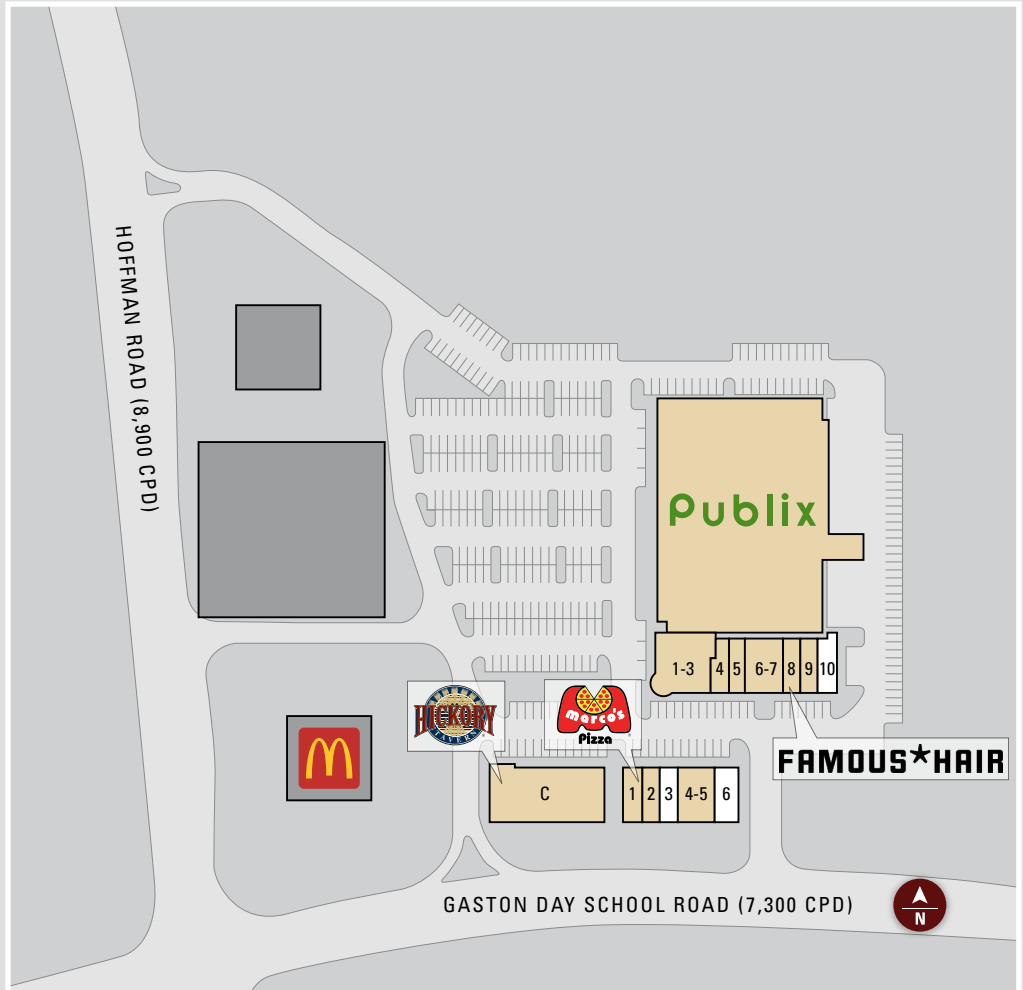 HOFFMAN ROAD (8,900 CPD)
Publix
1-3
4
5
6-7
8
9
10
HICKORY
TAVERN
marco's
Pizza
FAMOUS*HAIR
C
1
2
3
4-5
6
GASTON DAY SCHOOL ROAD (7,300 CPD)
N